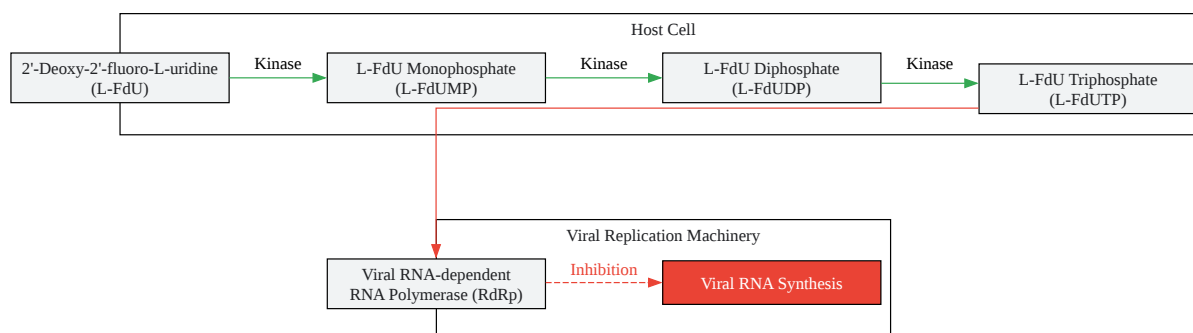 Host Cell
2'-Deoxy-2'-fluoro-L-uridine
(L-FdU)
Kinase
L-FdU Monophosphate
(L-FdUMP)
Kinase
L-FdU Diphosphate
(L-FdUDP)
Kinase
L-FdU Triphosphate
(L-FdUTP)
Viral Replication Machinery
Viral RNA-dependent
RNA Polymerase (RdRp)
Inhibition
Viral RNA Synthesis